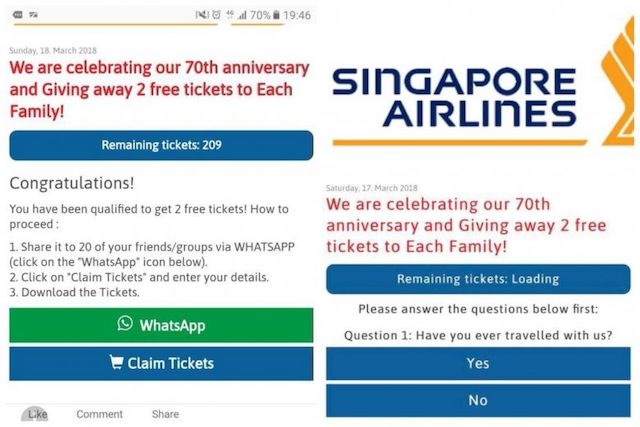 70% 19:46
Sunday, 18. March 2018
We are celebrating our 70th anniversary
and Giving away 2 free tickets to Each
Family!
Remaining tickets: 209
Congratulations!
You have been qualified to get 2 free tickets! How to
proceed :
1. Share it to 20 of your friends/groups via WHATSAPP
(click on the "WhatsApp" icon below).
2. Click on "Claim Tickets" and enter your details.
3. Download the Tickets.
WhatsApp
Claim Tickets
Like Comment Share
SINGAPORE
AIRLINES
Saturday, 17. March 2018
We are celebrating our 70th
anniversary and Giving away 2 free
tickets to Each Family!
Remaining tickets: Loading
Please answer the questions below first:
Question 1: Have you ever travelled with us?
Yes
No